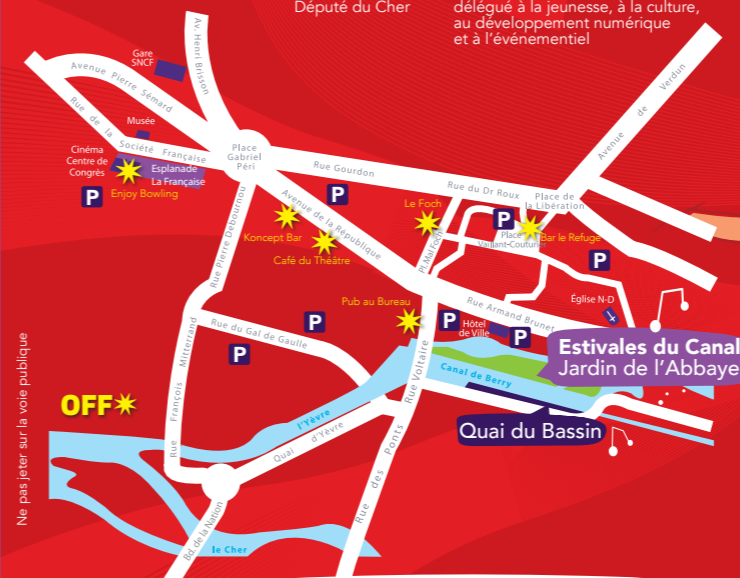 Député du Cher
délégué à la jeunesse, à la culture,
au développement numérique
et à l'événementiel
Av. Henri Brisson
Gare
SNCF
Avenue Pierre Sémard
Avenue de Verdun
Rue de la Société Française
Musée
Cinéma
Centre de
Congrès
Esplanade
La Française
Place
Gabriel
Péri
Rue Gourdon
Rue du Dr Roux
Place de
la Libération
P
Enjoy Bowling
P
Le Foch
P
Koncept Bar
Avenue de la République
Café du Théâtre
Pl. Mal Foch
Place
Vaillant-Couturier
Bar le Refuge
P
Rue Pierre Debournou
Pub au Bureau
Rue Armand Brunet
Église N-D
P
P
Hôtel
de Ville
P
Rue du Gal de Gaulle
P
Estivales du Canal
Jardin de l'Abbaye
Rue François Mitterrand
Rue Voltaire
Canal de Berry
OFF
l'Yèvre
Quai d'Yèvre
Quai du Bassin
Rue des Ponts
Bd. de la Nation
le Cher
Ne pas jeter sur la voie publique